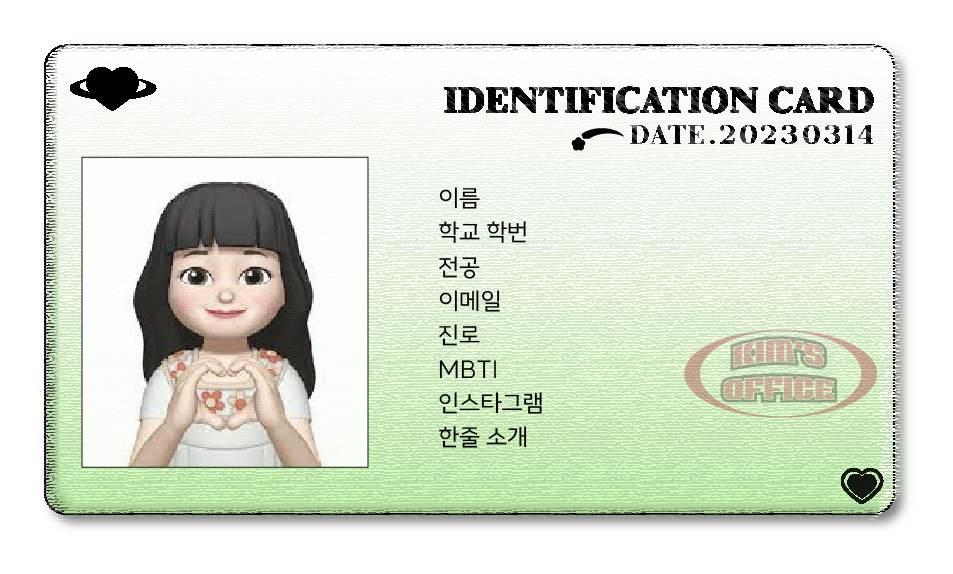 IDENTIFICATION CARD
DATE.20230314
이름
학교 학번
전공
이메일
진로
MBTI
인스타그램
한줄 소개
KIM'S
OFFICE